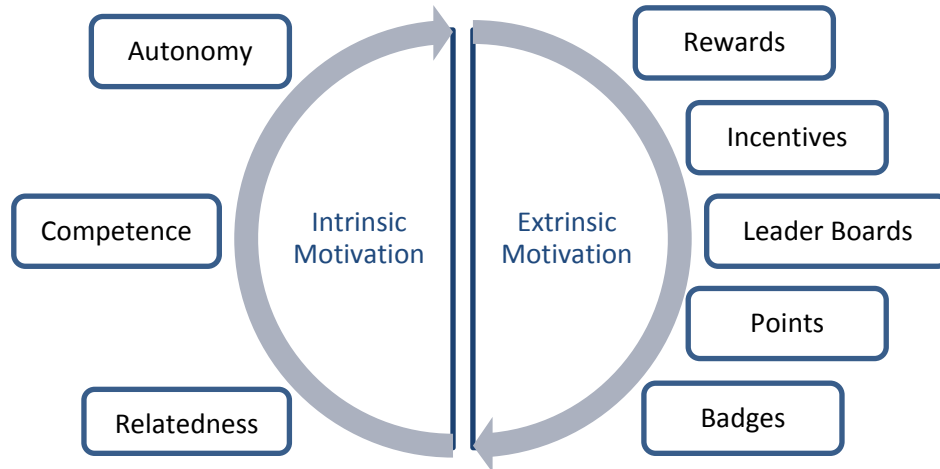 Autonomy
Competence
Relatedness
Intrinsic
Motivation
Extrinsic
Motivation
Rewards
Incentives
Leader Boards
Points
Badges